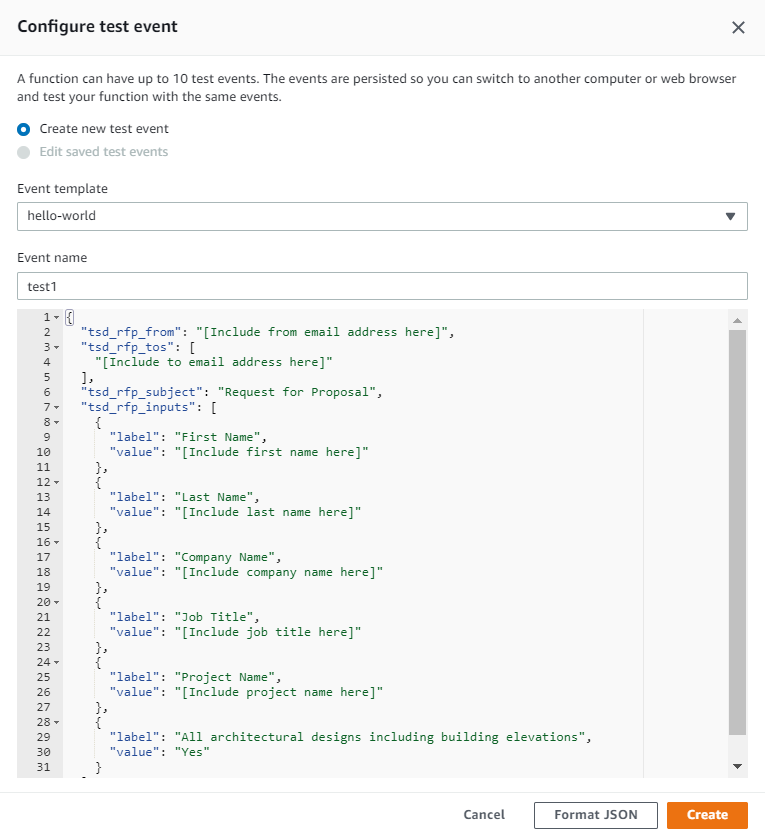 Configure test event
A function can have up to 10 test events. The events are persisted so you can switch to another computer or web browser
and test your function with the same events.
Create new test event
Edit saved test events
Event template
hello-world
Event name
test1
1 {
2 "tsd_rfp_from": "[Include from email address here]",
3 "tsd_rfp_tos": [
4 "[Include to email address here]"
5 ],
6 "tsd_rfp_subject": "Request for Proposal",
7 "tsd_rfp_inputs": [
8 {
9 "label": "First Name",
10 "value": "[Include first name here]"
11 },
12 {
13 "label": "Last Name",
14 "value": "[Include last name here]"
15 },
16 {
17 "label": "Company Name",
18 "value": "[Include company name here]"
19 },
20 {
21 "label": "Job Title",
22 "value": "[Include job title here]"
23 },
24 {
25 "label": "Project Name",
26 "value": "[Include project name here]"
27 },
28 {
29 "label": "All architectural designs including building elevations",
30 "value": "Yes"
31 }
Cancel
Format JSON
Create